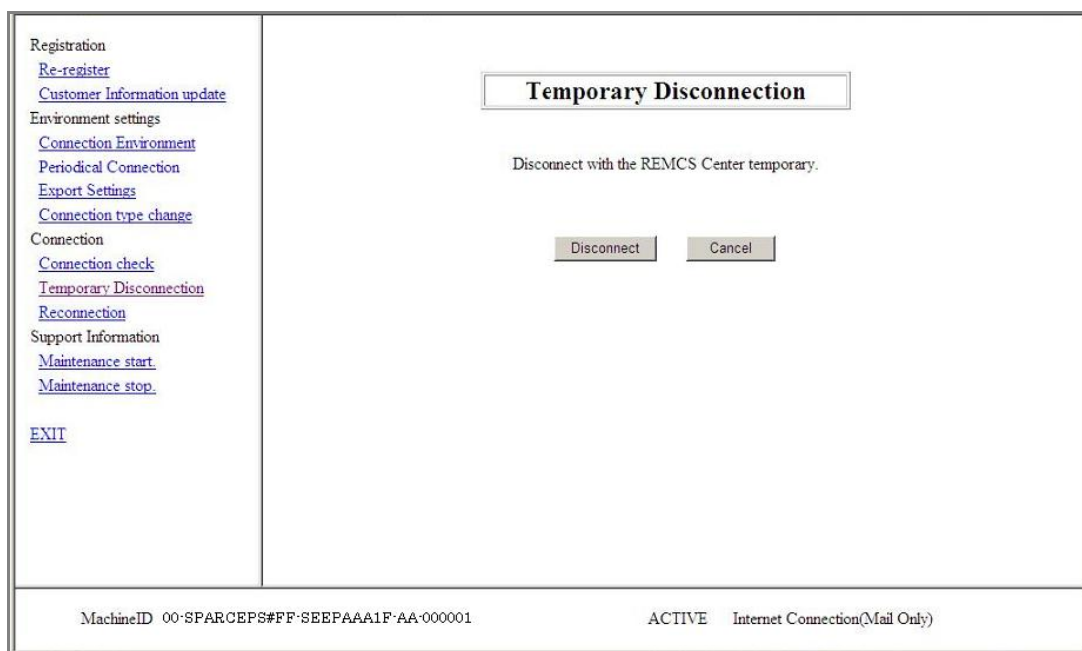 Registration
Re-register
Customer Information update
Environment settings
Connection Environment
Periodical Connection
Export Settings
Connection type change
Connection
Connection check
Temporary Disconnection
Reconnection
Support Information
Maintenance start.
Maintenance stop.
EXIT
Temporary Disconnection
Disconnect with the REMCS Center temporary.
Disconnect Cancel
MachineID 00-SPARCEPS#FF-SEEPAAA1F-AA-000001 ACTIVE Internet Connection(Mail Only)